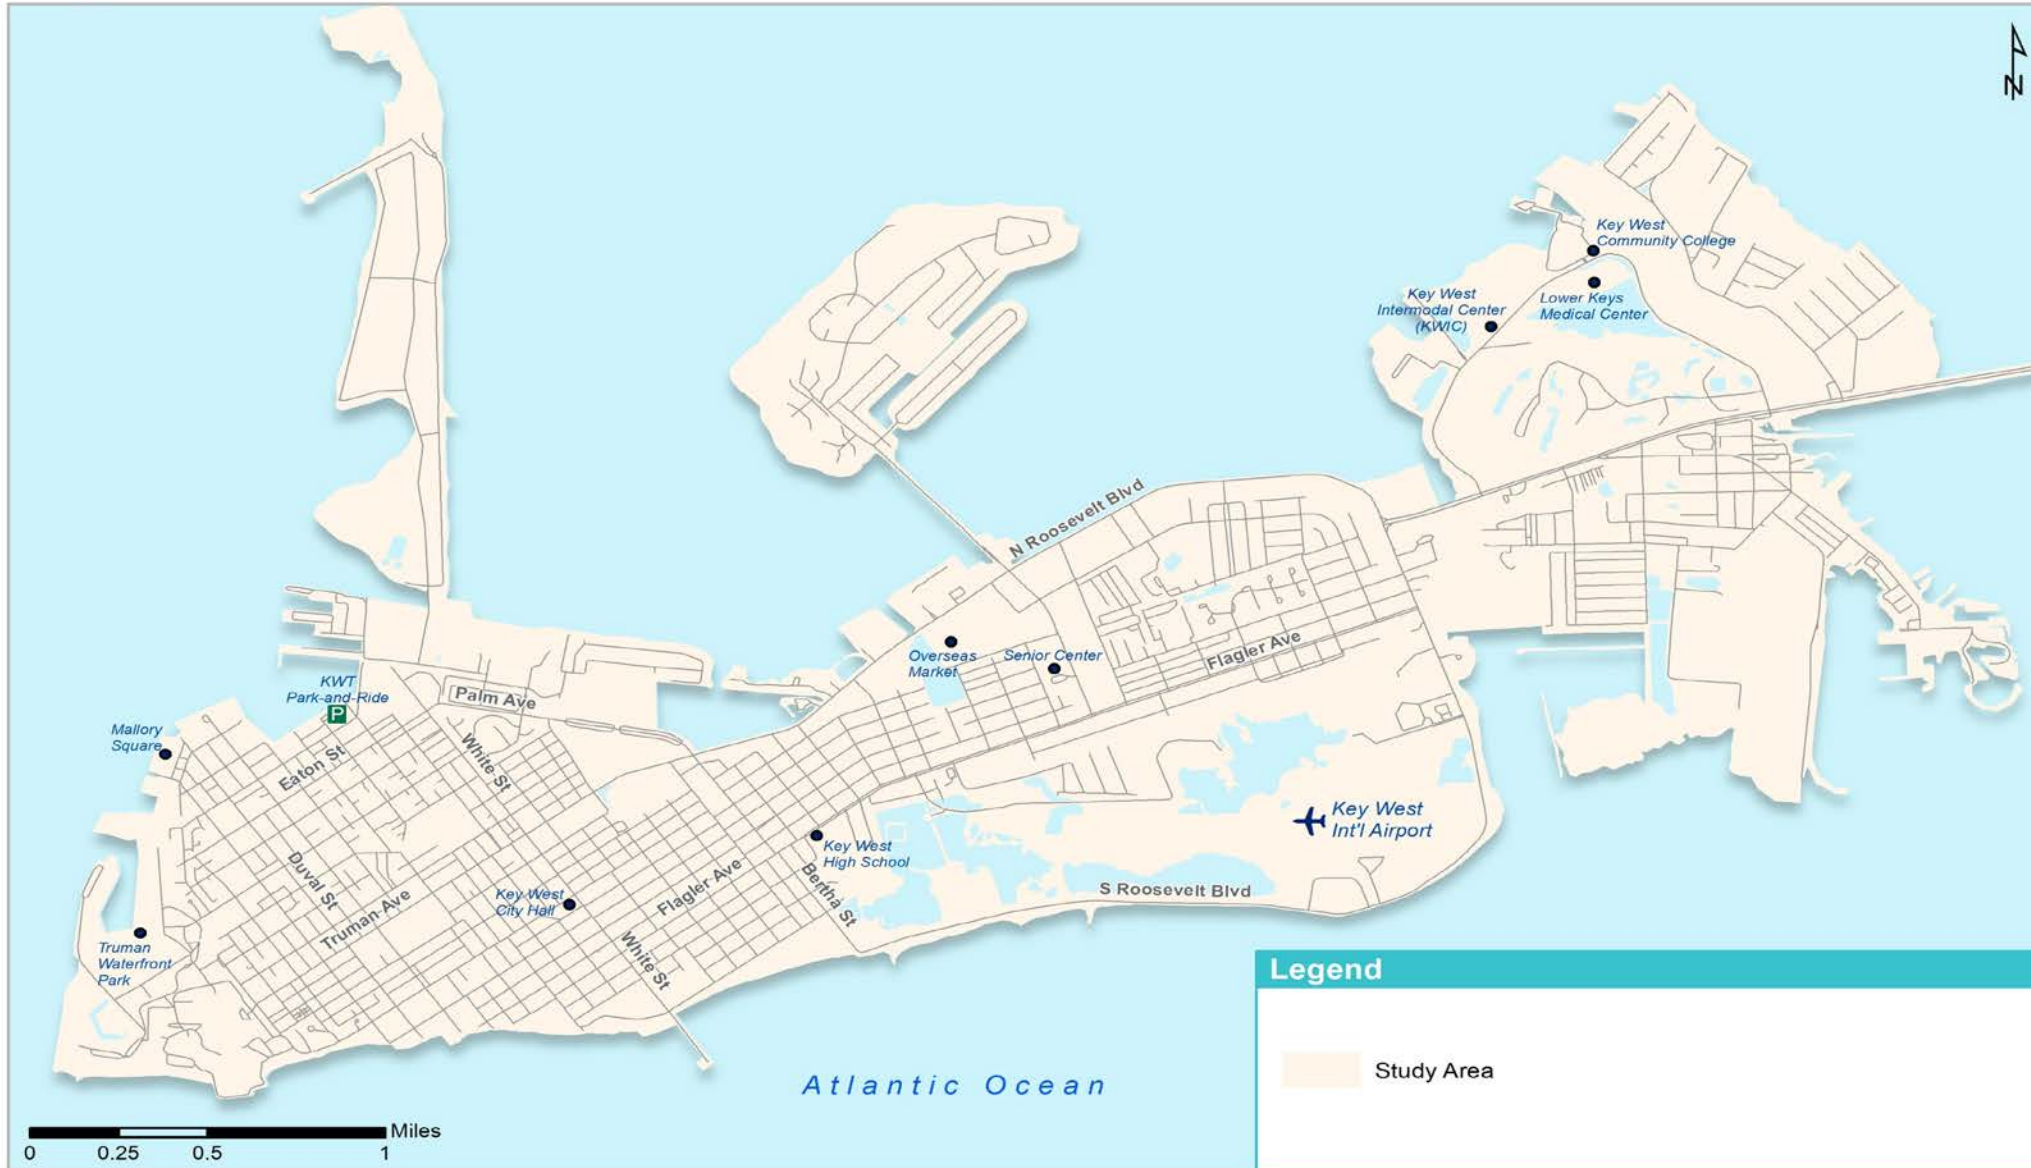 N
Key West
Community College
Key West
Intermodal Center
(KWIC)
Lower Keys
Medical Center
N Roosevelt Blvd
Overseas
Market
Senior Center
Flagler Ave
KWT
Park-and-Ride
P
Palm Ave
Mallory
Square
Eaton St
White St
Key West
Int'l Airport
Key West
High School
Duval St
Truman Ave
Key West
City Hall
Flagler Ave
Bertha St
S Roosevelt Blvd
White St
Truman
Waterfront
Park
Atlantic Ocean
Legend
Study Area
Miles
0 0.25 0.5 1